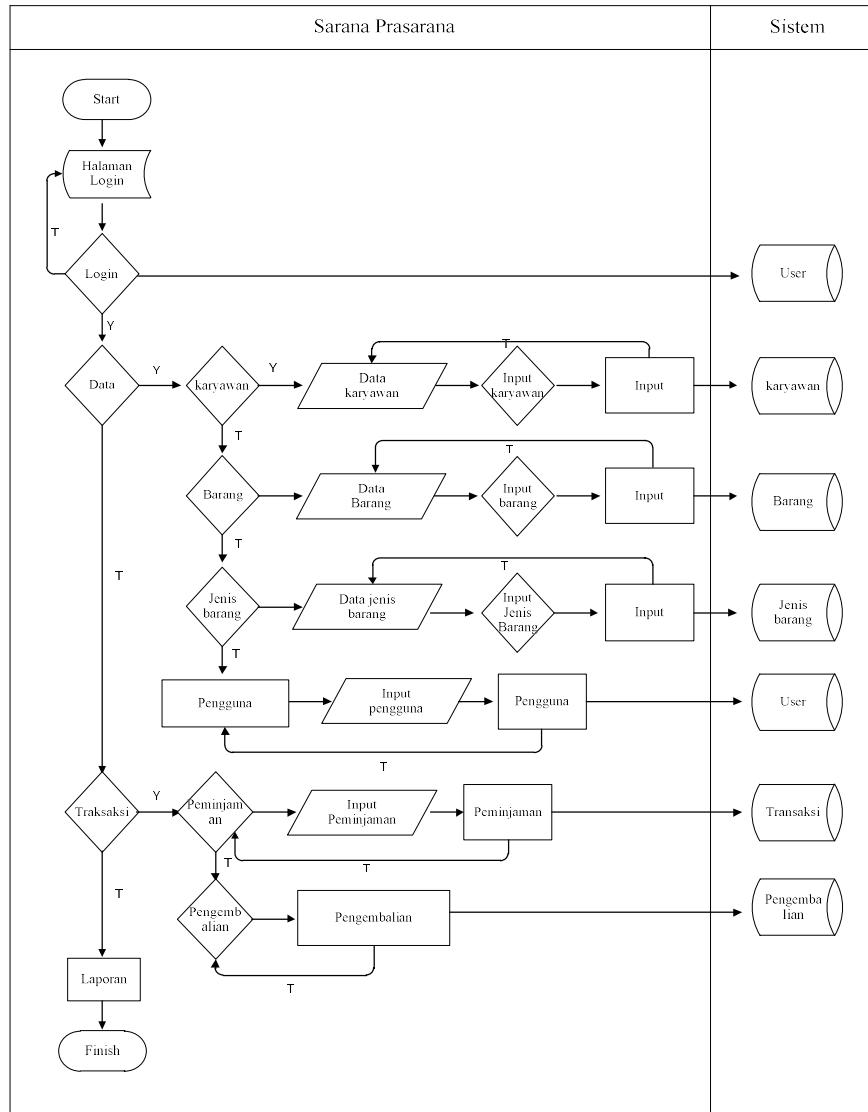 Sarana Prasarana
Sistem
Start
Halaman
Login
T
Login
User
Y
Data
Y
karyawan
Y
Data
karyawan
T
Input
karyawan
Input
karyawan
T
Barang
Data
Barang
T
Input
barang
Input
Barang
T
T
Jenis
barang
Data jenis
barang
T
Input
Jenis
Barang
Input
Jenis
barang
T
Pengguna
Input
pengguna
Pengguna
User
T
Traksaksi
Y
Peminjam
an
Input
Peminjaman
Peminjaman
Transaksi
T
T
T
Pengemb
alian
Pengembalian
Pengemba
lian
T
Laporan
Finish